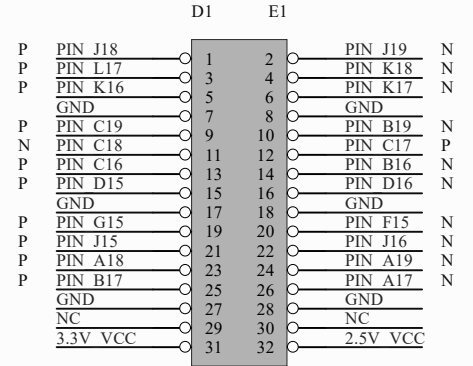 D1 E1
P PIN J18 1 2 PIN J19 N
P PIN L17 3 4 PIN K18 N
P PIN K16 5 6 PIN K17 N
GND 7 8 GND
P PIN C19 9 10 PIN B19 N
N PIN C18 11 12 PIN C17 P
P PIN C16 13 14 PIN B16 N
P PIN D15 15 16 PIN D16 N
GND 17 18 GND
P PIN G15 19 20 PIN F15 N
P PIN J15 21 22 PIN J16 N
P PIN A18 23 24 PIN A19 N
P PIN B17 25 26 PIN A17 N
GND 27 28 GND
NC 29 30 NC
3.3V VCC 31 32 2.5V VCC